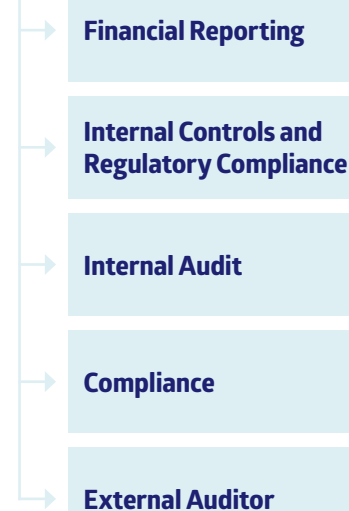 Financial Reporting
Internal Controls and
Regulatory Compliance
Internal Audit
Compliance
External Auditor